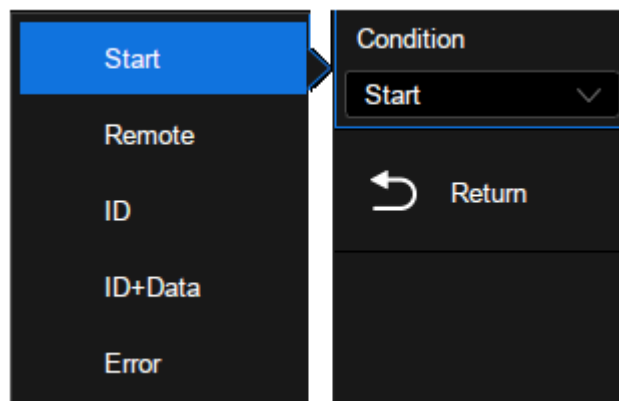 Start
Remote
ID
ID+Data
Error
Condition
Start
Return